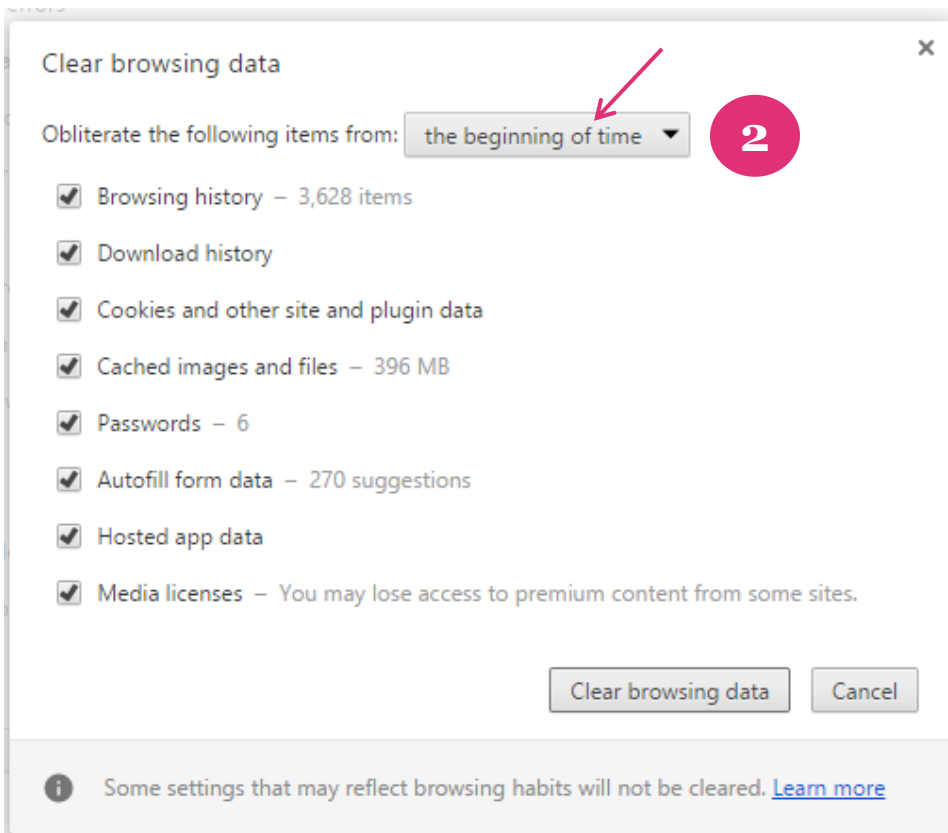 Clear browsing data
Obliterate the following items from: the beginning of time
2
Browsing history – 3,628 items
Download history
Cookies and other site and plugin data
Cached images and files – 396 MB
Passwords – 6
Autofill form data – 270 suggestions
Hosted app data
Media licenses – You may lose access to premium content from some sites.
Clear browsing data Cancel
Some settings that may reflect browsing habits will not be cleared. Learn more